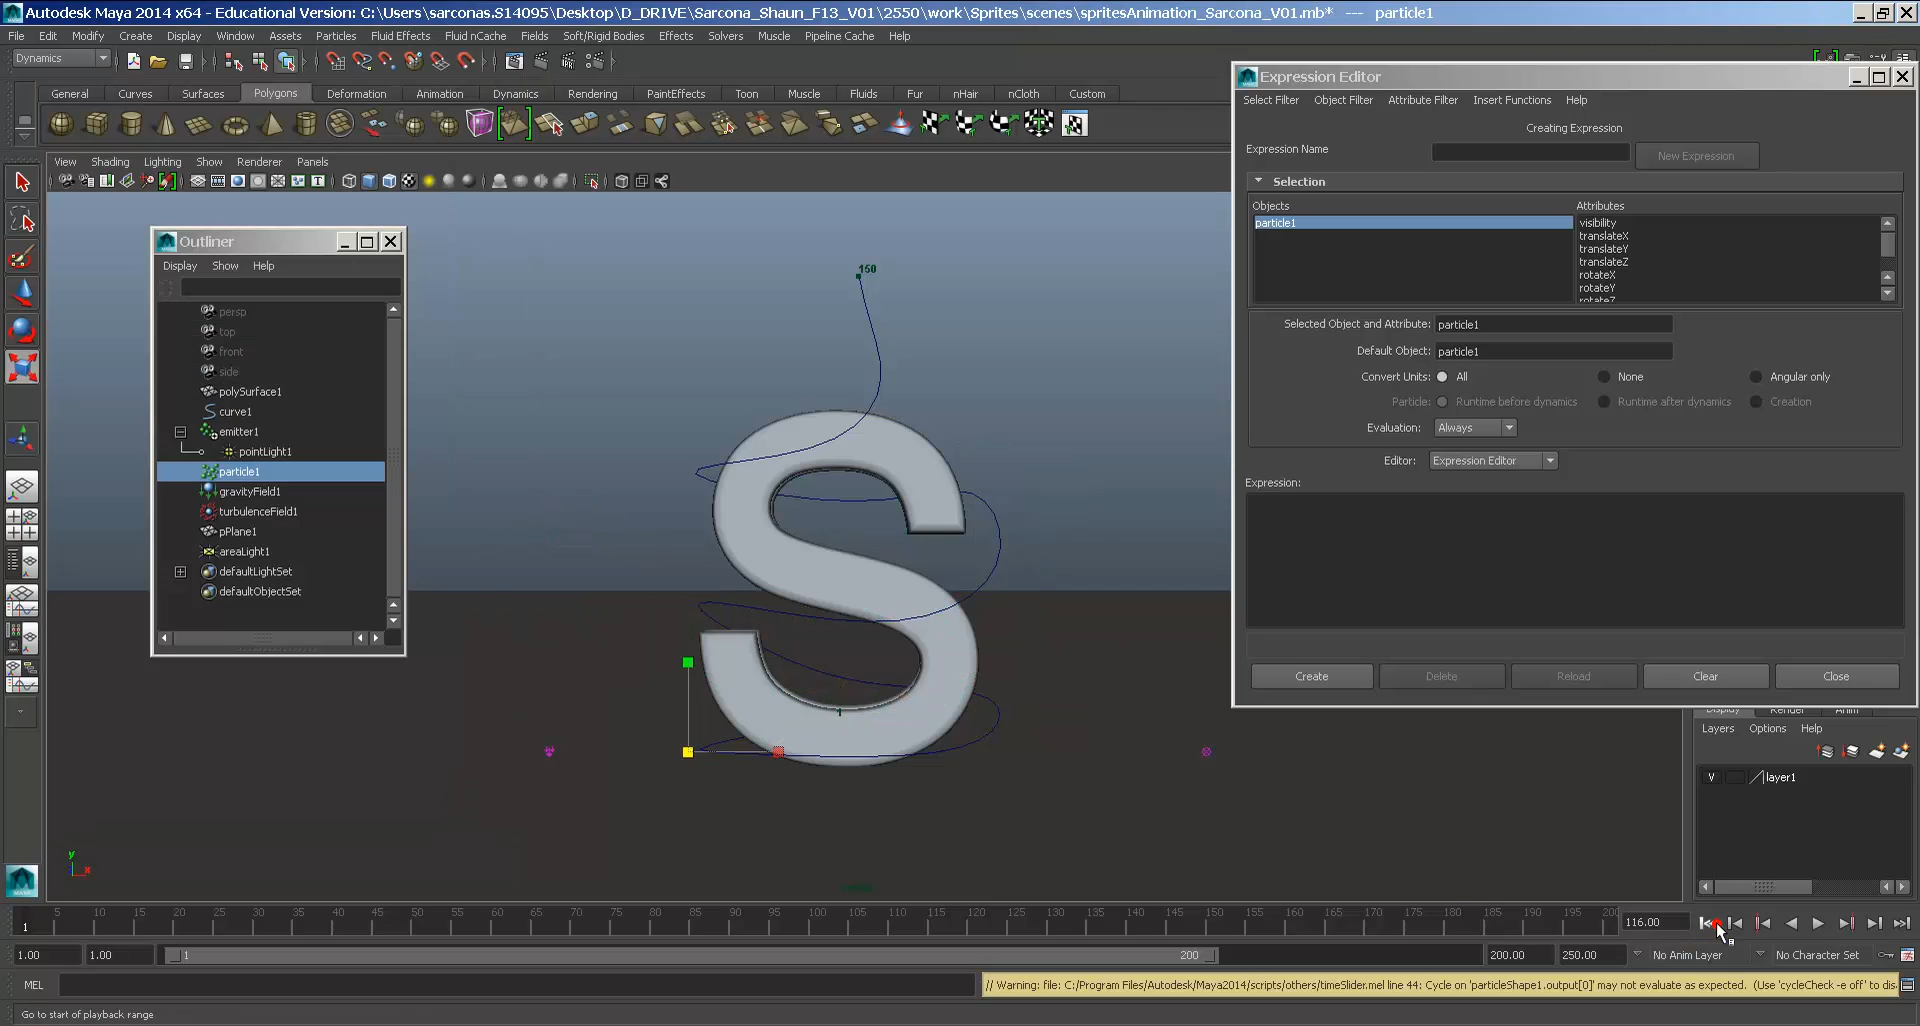 Autodesk Maya 2014 x64 - Educational Version: C:\Users\sarconas.S14095\Desktop\D_DRIVE\Sarcona_Shaun_F13_V01\2550\work\Sprites\scenes\spritesAnimation_Sarcona_V01.mb* --- particle1
File Edit Modify Create Display Window Assets Particles Fluid Effects Fluid nCache Fields Soft/Rigid Bodies Effects Solvers Muscle Pipeline Cache Help
Dynamics
General Curves Surfaces Polygons Deformation Animation Dynamics Rendering PaintEffects Toon Muscle Fluids Fur nHair nCloth Custom
View Shading Lighting Show Renderer Panels
Outliner
Display Show Help
persp
top
front
side
polySurface1
curve1
emitter1
pointLight1
particle1
gravityField1
turbulenceField1
pPlane1
areaLight1
defaultLightSet
defaultObjectSet
150
S
1
y
x
Expression Editor
Select Filter Object Filter Attribute Filter Insert Functions Help
Creating Expression
Expression Name
New Expression
Selection
Objects Attributes
particle1
visibility
translateX
translateY
translateZ
rotateX
rotateY
rotateZ
Selected Object and Attribute: particle1
Default Object: particle1
Convert Units: All None Angular only
Particle: Runtime before dynamics Runtime after dynamics Creation
Evaluation: Always
Editor: Expression Editor
Expression:
Create Delete Reload Clear Close
Display Render Anim
Layers Options Help
V layer1
5 10 15 20 25 30 35 40 45 50 55 60 65 70 75 80 85 90 95 100 105 110 115 120 125 130 135 140 145 150 155 160 165 170 175 180 185 190 195 200
1
116.00
1.00 1.00 1 200 200.00 250.00 No Anim Layer No Character Set
MEL
// Warning: file: C:/Program Files/Autodesk/Maya2014/scripts/others/timeSlider.mel line 44: Cycle on 'particleShape1.output[0]' may not evaluate as expected. (Use 'cycleCheck -e off' to dis
Go to start of playback range